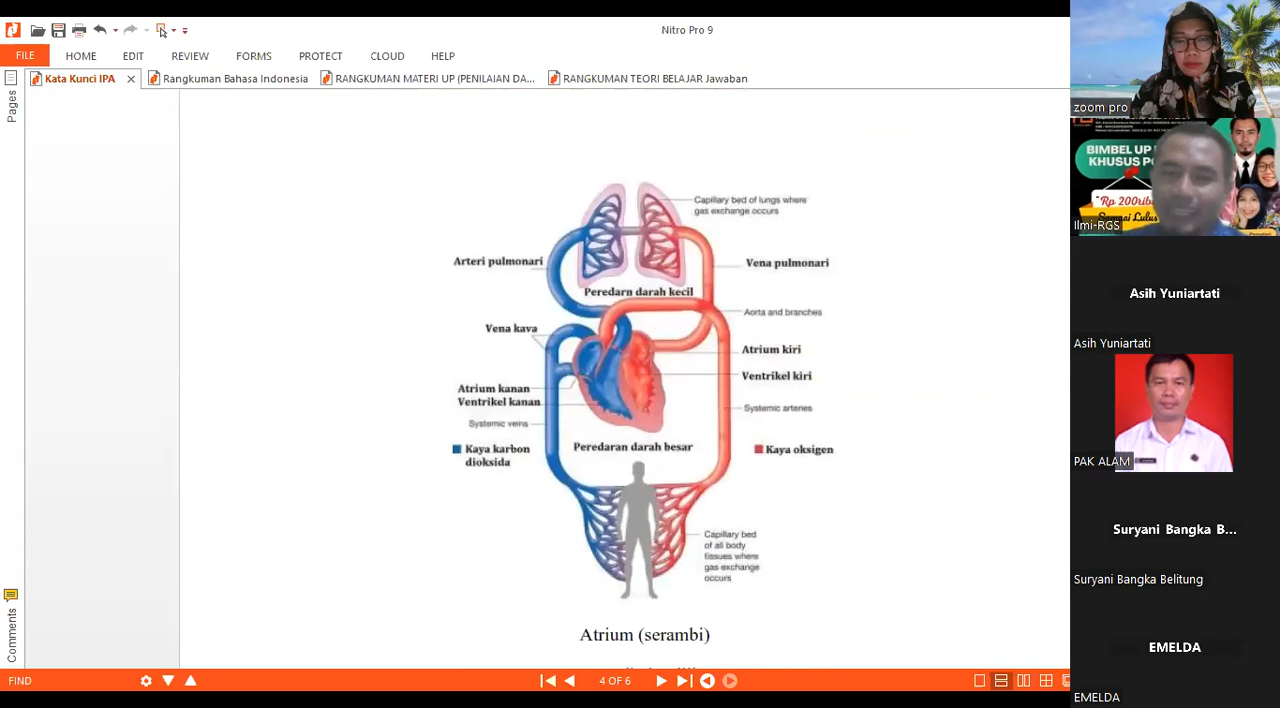 Nitro Pro 9
FILE HOME EDIT REVIEW FORMS PROTECT CLOUD HELP
Kata Kunci IPA
Rangkuman Bahasa Indonesia
RANGKUMAN MATERI UP (PENILAIAN DA...
RANGKUMAN TEORI BELAJAR Jawaban
Pages
Capillary bed of lungs where
gas exchange occurs
Arteri pulmonari
Vena pulmonari
Peredarn darah kecil
Aorta and branches
Vena kava
Atrium kiri
Ventrikel kiri
Atrium kanan
Ventrikel kanan
Systemic arteries
Systemic veins
Peredaran darah besar
Kaya karbon
dioksida
Kaya oksigen
Capillary bed
of all body
tissues where
gas exchange
occurs
Atrium (serambi)
Comments
FIND
4 OF 6
zoom pro
BIMBEL UP
KHUSUS
Rp 200rib
Sampai Lulus
Ilmi-RGS
Asih Yuniartati
Asih Yuniartati
PAK ALAM
Suryani Bangka B...
Suryani Bangka Belitung
EMELDA
EMELDA